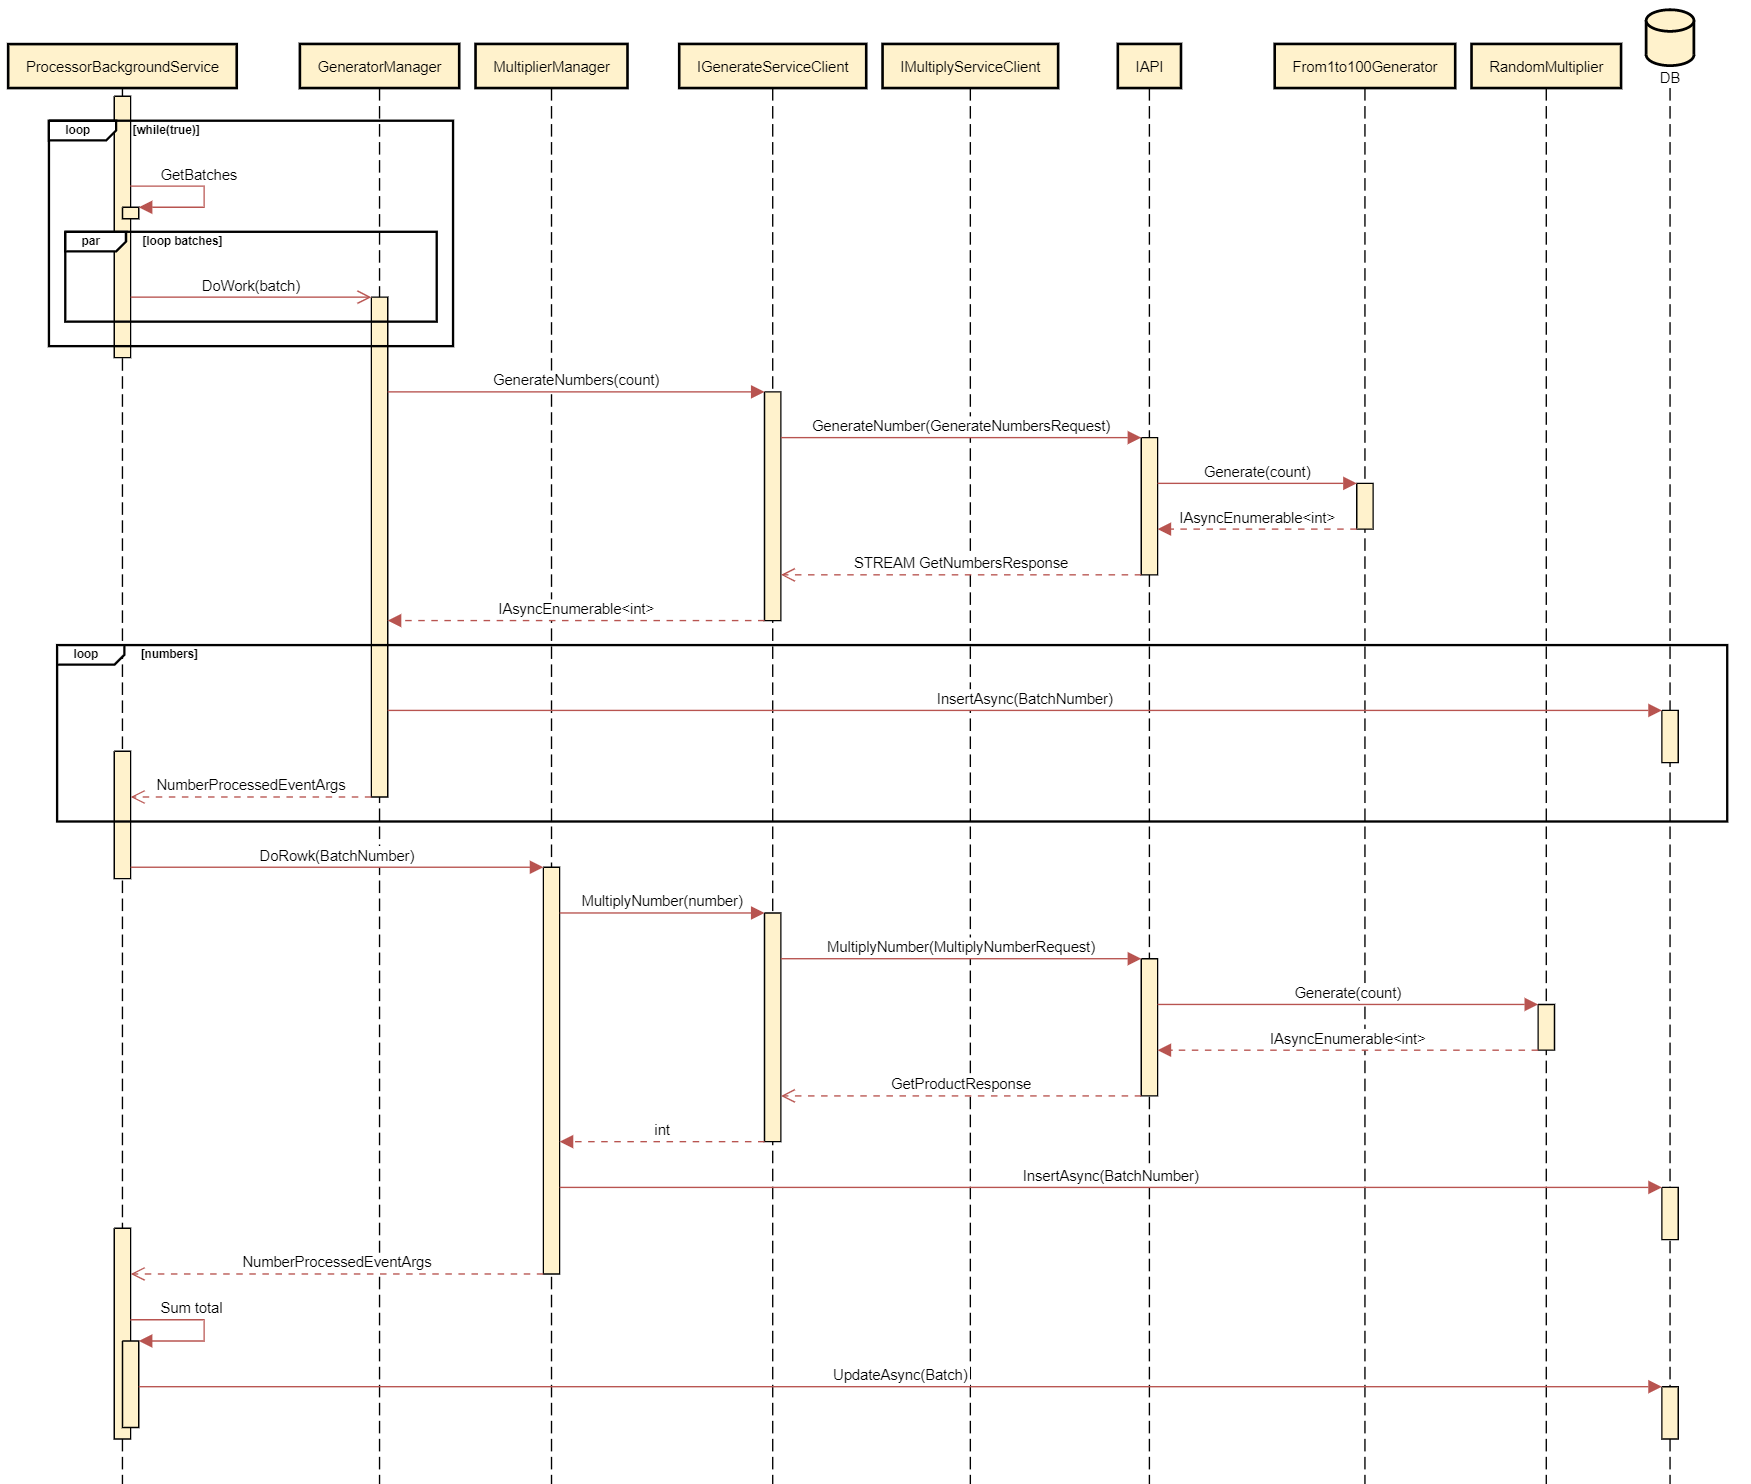 ProcessorBackgroundService
GeneratorManager
MultiplierManager
IGenerateServiceClient
IMultiplyServiceClient
IAPI
From1to100Generator
RandomMultiplier
DB
loop
[while(true)]
GetBatches
par
[loop batches]
DoWork(batch)
GenerateNumbers(count)
GenerateNumber(GenerateNumbersRequest)
Generate(count)
IAsyncEnumerable<int>
STREAM GetNumbersResponse
IAsyncEnumerable<int>
loop
[numbers]
InsertAsync(BatchNumber)
NumberProcessedEventArgs
DoRowk(BatchNumber)
MultiplyNumber(number)
MultiplyNumber(MultiplyNumberRequest)
Generate(count)
IAsyncEnumerable<int>
GetProductResponse
int
InsertAsync(BatchNumber)
NumberProcessedEventArgs
Sum total
UpdateAsync(Batch)